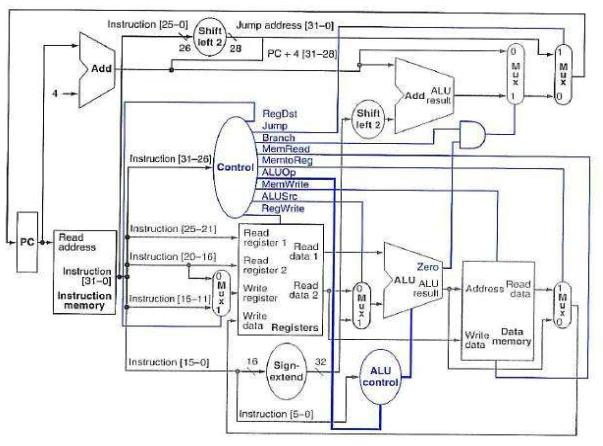 Instruction [25–0]
Shift
left 2
Jump address [31–0]
26
28
PC + 4 [31–28]
Add
4
0
M
u
x
1
1
M
u
x
0
Add
ALU
result
Shift
left 2
RegDst
Jump
Branch
MemRead
MemtoReg
ALUOp
MemWrite
ALUSrc
RegWrite
Instruction [31–26]
Control
PC
Read
address
Instruction
[31–0]
Instruction
memory
Instruction [25–21]
Instruction [20–16]
Instruction [15–11]
0
M
u
x
1
Read
register 1
Read
register 2
Write
register
Write
data
Read
data 1
Read
data 2
Registers
0
M
u
x
1
Zero
ALU
ALU
result
Address
Read
data
Write
data
Data
memory
1
M
u
x
0
Instruction [15–0]
16
Sign-
extend
32
ALU
control
Instruction [5–0]